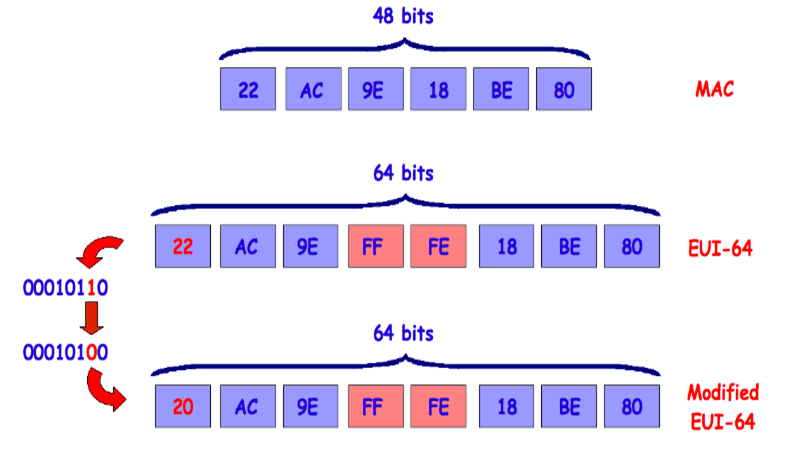 48 bits
22 AC 9E 18 BE 80 MAC
64 bits
22 AC 9E FF FE 18 BE 80 EUI-64
00010110
64 bits
00010100
20 AC 9E FF FE 18 BE 80 Modified
EUI-64